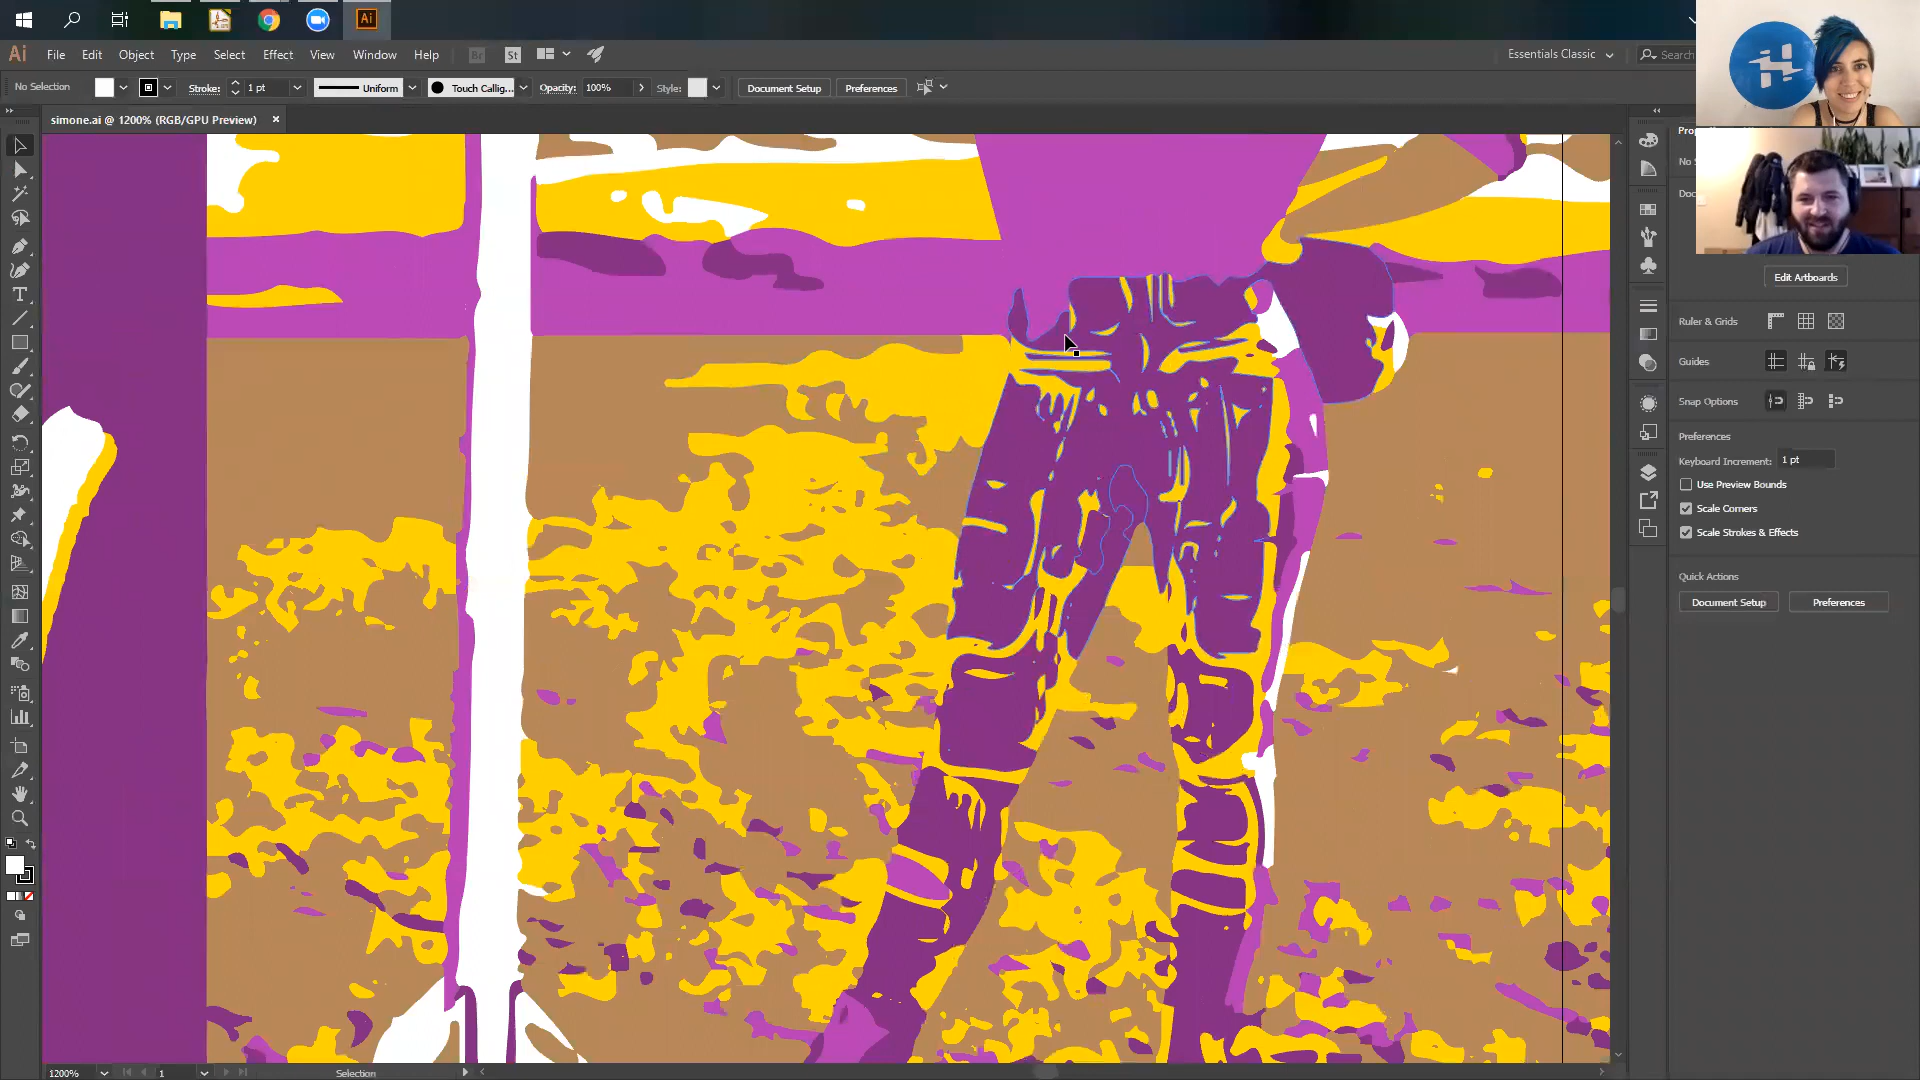 Ai
Ai File Edit Object Type Select Effect View Window Help Br St Essentials Classic Search
No Selection Stroke: 1 pt Uniform Touch Callig... Opacity: 100% Style: Document Setup Preferences
simone.ai @ 1200% (RGB/GPU Preview) ×
Edit Artboards
Ruler & Grids
Guides
Snap Options
Preferences
Keyboard Increment: 1 pt
Use Preview Bounds
Scale Corners
Scale Strokes & Effects
Quick Actions
Document Setup Preferences
1200% 1 Selection